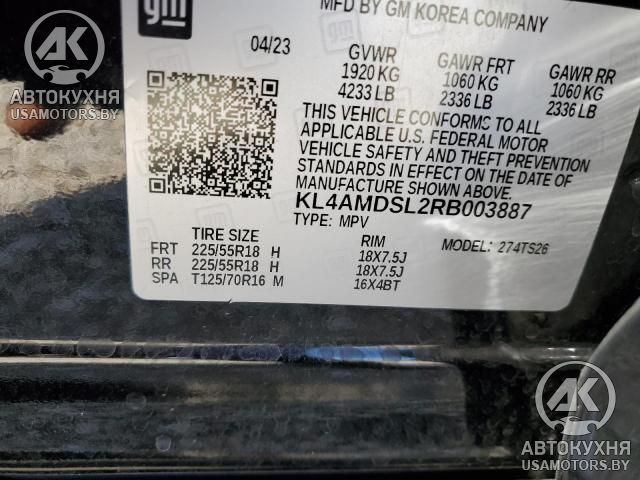 gm
MFD BY GM KOREA COMPANY
04/23
GVWR GAWR FRT GAWR RR
1920 KG 1060 KG 1060 KG
4233 LB 2336 LB 2336 LB
THIS VEHICLE CONFORMS TO ALL
APPLICABLE U.S. FEDERAL MOTOR
VEHICLE SAFETY AND THEFT PREVENTION
STANDARDS IN EFFECT ON THE DATE OF
MANUFACTURE SHOWN ABOVE.
KL4AMDSL2RB003887
TYPE: MPV MODEL: 274TS26
TIRE SIZE RIM
FRT 225/55R18 H 18X7.5J
RR 225/55R18 H 18X7.5J
SPA T125/70R16 M 16X4BT
AK
АВТОКУХНЯ
USAMOTORS.BY
AK
АВТОКУХНЯ
USAMOTORS.BY